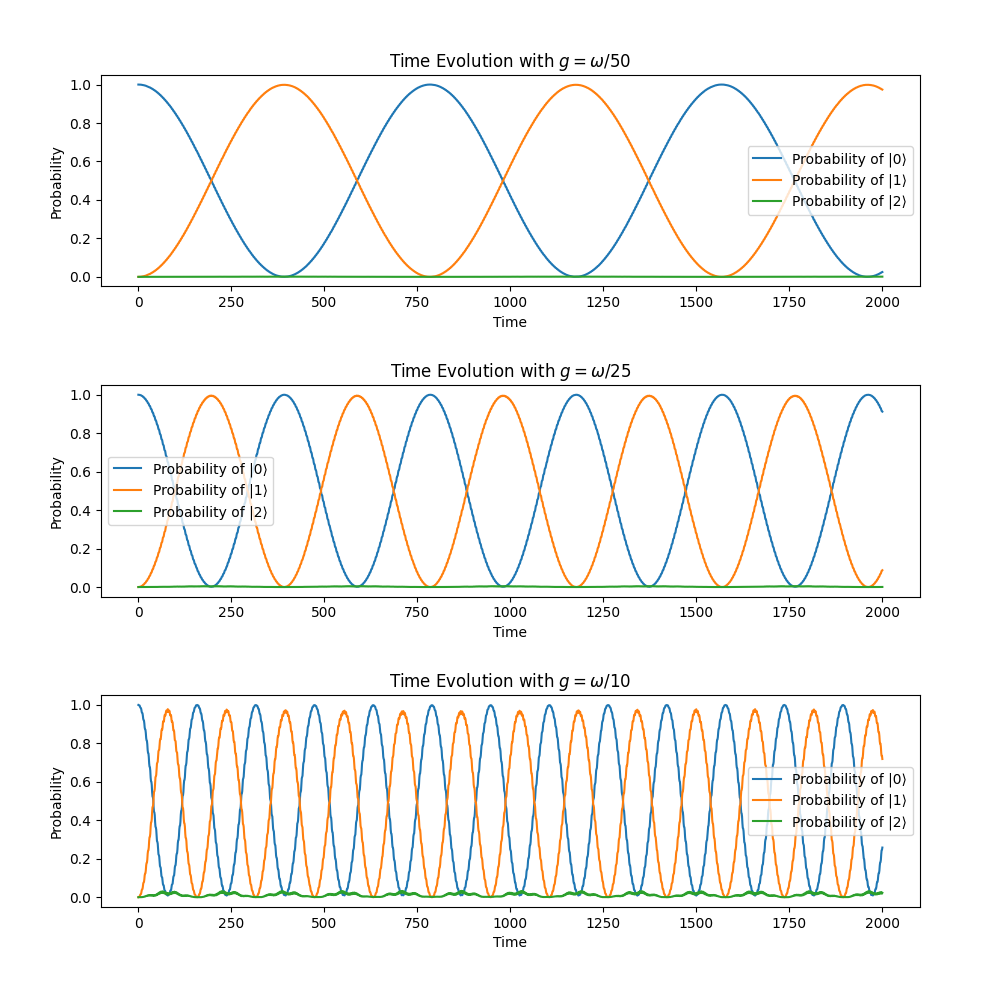 Time Evolution with g = ω/50
Probability
1.0
0.8
0.6
0.4
0.2
0.0
Probability of |0⟩
Probability of |1⟩
Probability of |2⟩
0 250 500 750 1000 1250 1500 1750 2000
Time
Time Evolution with g = ω/25
Probability
1.0
0.8
0.6
0.4
0.2
0.0
Probability of |0⟩
Probability of |1⟩
Probability of |2⟩
0 250 500 750 1000 1250 1500 1750 2000
Time
Time Evolution with g = ω/10
Probability
1.0
0.8
0.6
0.4
0.2
0.0
Probability of |0⟩
Probability of |1⟩
Probability of |2⟩
0 250 500 750 1000 1250 1500 1750 2000
Time